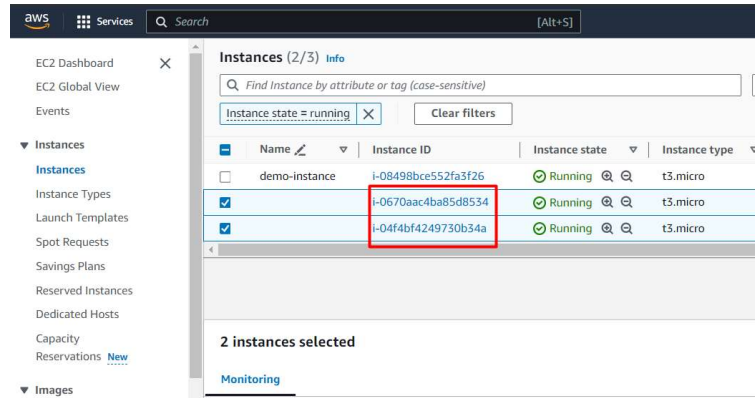 aws Services Search [Alt+S]
EC2 Dashboard
EC2 Global View
Events
Instances
Instances
Instance Types
Launch Templates
Spot Requests
Savings Plans
Reserved Instances
Dedicated Hosts
Capacity
Reservations New
Images
Instances (2/3) Info
Find Instance by attribute or tag (case-sensitive)
Instance state = running Clear filters
Name Instance ID Instance state Instance type
demo-instance i-08498bce552fa3f26 Running t3.micro
i-0670aac4ba85d8534 Running t3.micro
i-04f4bf4249730b34a Running t3.micro
2 instances selected
Monitoring